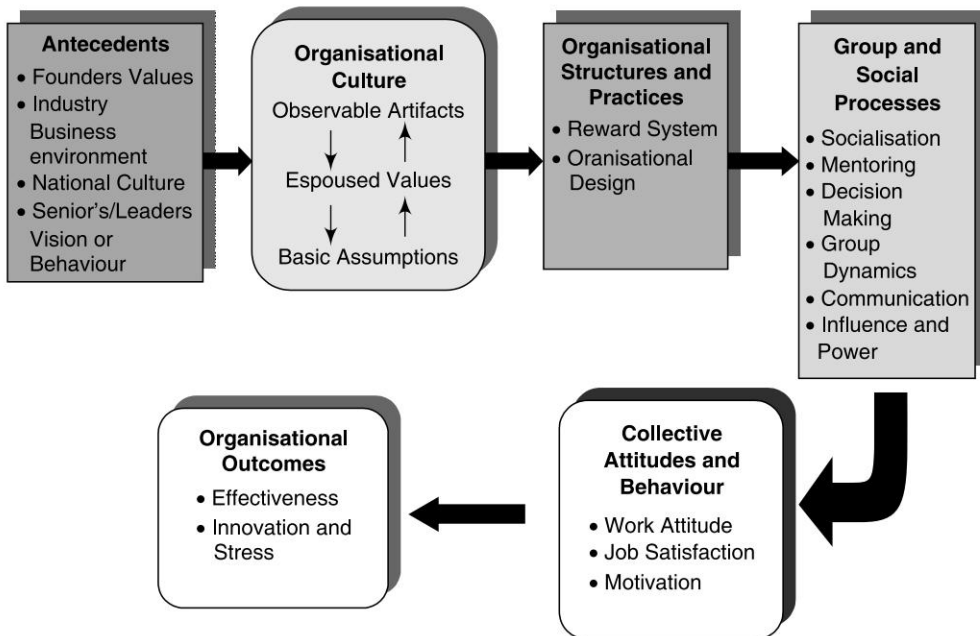 Antecedents
• Founders Values
• Industry
Business
environment
• National Culture
• Senior's/Leaders
Vision or
Behaviour
Organisational
Culture
Observable Artifacts
Espoused Values
Basic Assumptions
Organisational
Structures and
Practices
• Reward System
• Oranisational
Design
Group and
Social
Processes
• Socialisation
• Mentoring
• Decision
Making
• Group
Dynamics
• Communication
• Influence and
Power
Collective
Attitudes and
Behaviour
• Work Attitude
• Job Satisfaction
• Motivation
Organisational
Outcomes
• Effectiveness
• Innovation and
Stress